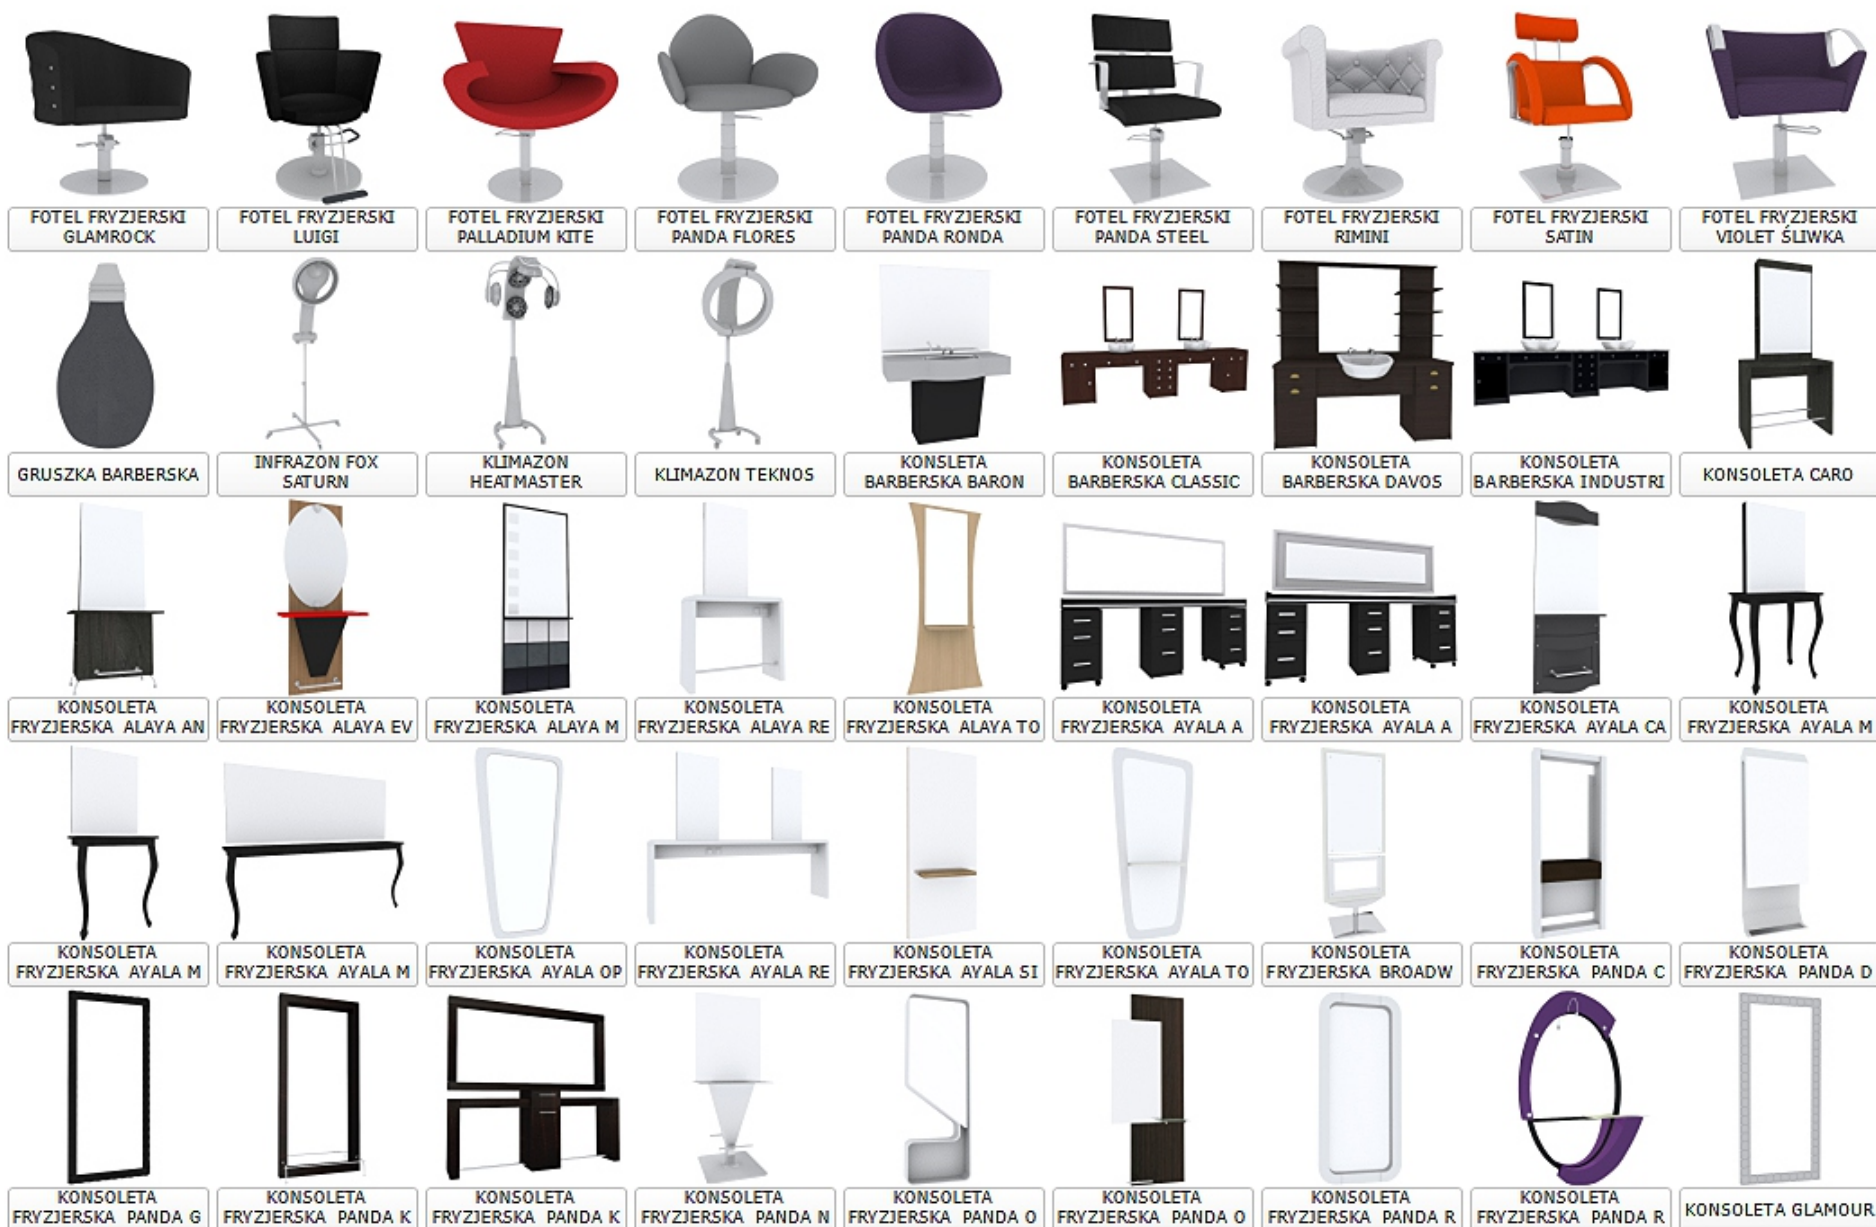 FOTEL FRYZJERSKI
GLAMROCK
FOTEL FRYZJERSKI
LUIGI
FOTEL FRYZJERSKI
PALLADIUM KITE
FOTEL FRYZJERSKI
PANDA FLORES
FOTEL FRYZJERSKI
PANDA RONDA
FOTEL FRYZJERSKI
PANDA STEEL
FOTEL FRYZJERSKI
RIMINI
FOTEL FRYZJERSKI
SATIN
FOTEL FRYZJERSKI
VIOLET ŚLIWKA
GRUSZKA BARBERSKA
INFRAZON FOX
SATURN
KLIMAZON
HEATMASTER
KLIMAZON TEKNOS
KONSLETA
BARBERSKA BARON
KONSOLETA
BARBERSKA CLASSIC
KONSOLETA
BARBERSKA DAVOS
KONSOLETA
BARBERSKA INDUSTRI
KONSOLETA CARO
KONSOLETA
FRYZJERSKA ALAYA AN
KONSOLETA
FRYZJERSKA ALAYA EV
KONSOLETA
FRYZJERSKA ALAYA M
KONSOLETA
FRYZJERSKA ALAYA RE
KONSOLETA
FRYZJERSKA ALAYA TO
KONSOLETA
FRYZJERSKA AYALA A
KONSOLETA
FRYZJERSKA AYALA A
KONSOLETA
FRYZJERSKA AYALA CA
KONSOLETA
FRYZJERSKA AYALA M
KONSOLETA
FRYZJERSKA AYALA M
KONSOLETA
FRYZJERSKA AYALA M
KONSOLETA
FRYZJERSKA AYALA OP
KONSOLETA
FRYZJERSKA AYALA RE
KONSOLETA
FRYZJERSKA AYALA SI
KONSOLETA
FRYZJERSKA AYALA TO
KONSOLETA
FRYZJERSKA BROADW
KONSOLETA
FRYZJERSKA PANDA C
KONSOLETA
FRYZJERSKA PANDA D
KONSOLETA
FRYZJERSKA PANDA G
KONSOLETA
FRYZJERSKA PANDA K
KONSOLETA
FRYZJERSKA PANDA K
KONSOLETA
FRYZJERSKA PANDA N
KONSOLETA
FRYZJERSKA PANDA O
KONSOLETA
FRYZJERSKA PANDA O
KONSOLETA
FRYZJERSKA PANDA R
KONSOLETA
FRYZJERSKA PANDA R
KONSOLETA GLAMOUR